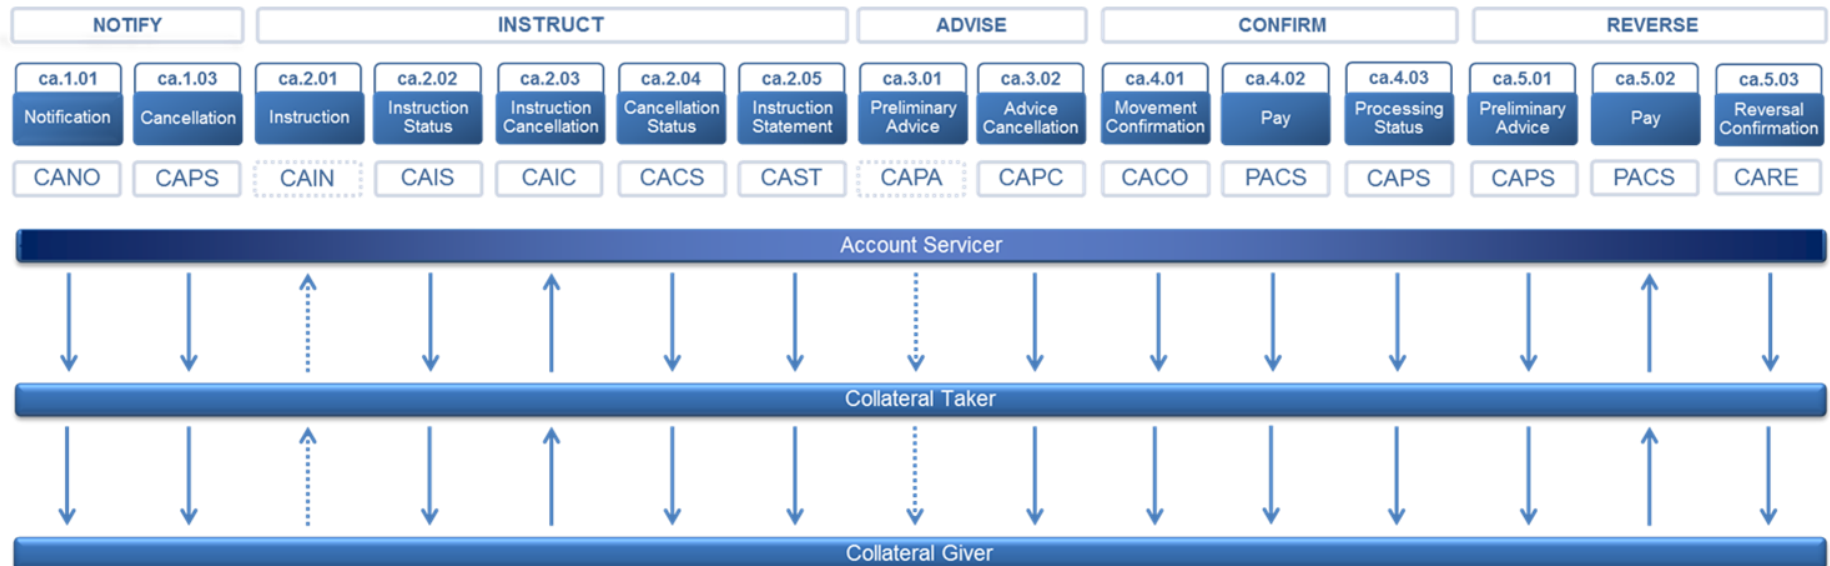 NOTIFY INSTRUCT ADVISE CONFIRM REVERSE
ca.1.01 ca.1.03 ca.2.01 ca.2.02 ca.2.03 ca.2.04 ca.2.05 ca.3.01 ca.3.02 ca.4.01 ca.4.02 ca.4.03 ca.5.01 ca.5.02 ca.5.03
Notification
Cancellation
Instruction
Instruction
Status
Instruction
Cancellation
Cancellation
Status
Instruction
Statement
Preliminary
Advice
Advice
Cancellation
Movement
Confirmation
Pay
Processing
Status
Preliminary
Advice
Pay
Reversal
Confirmation
CANO CAPS CAIN CAIS CAIC CACS CAST CAPA CAPC CACO PACS CAPS CAPS PACS CARE
Account Servicer
Collateral Taker
Collateral Giver